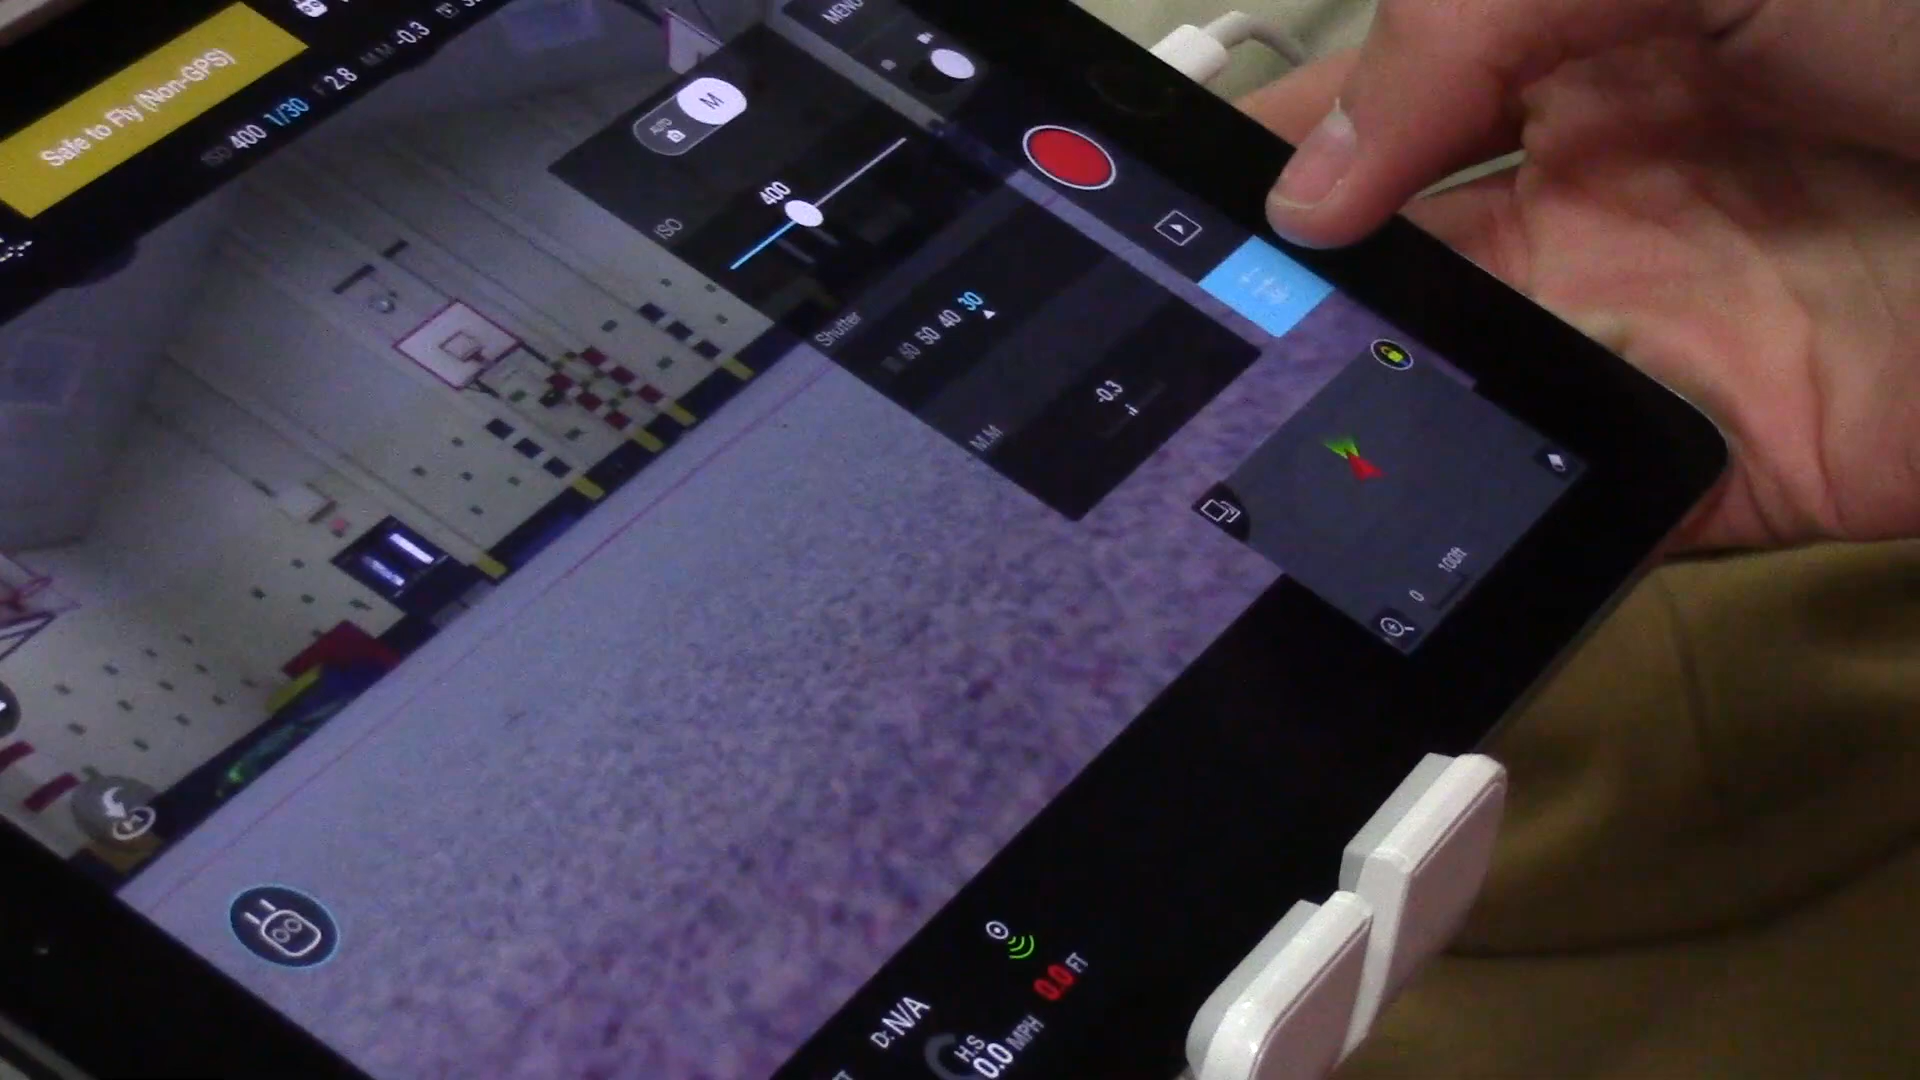 Safe to Fly (Non-GPS)
ISO 400 1/30 F 2.8 M.M -0.3
MENU
AUTO M
400
ISO
Shutter
60 50 40 30
M.M
-0.3
0 100ft
0.0 FT
D: N/A
H.S
0.0 MPH